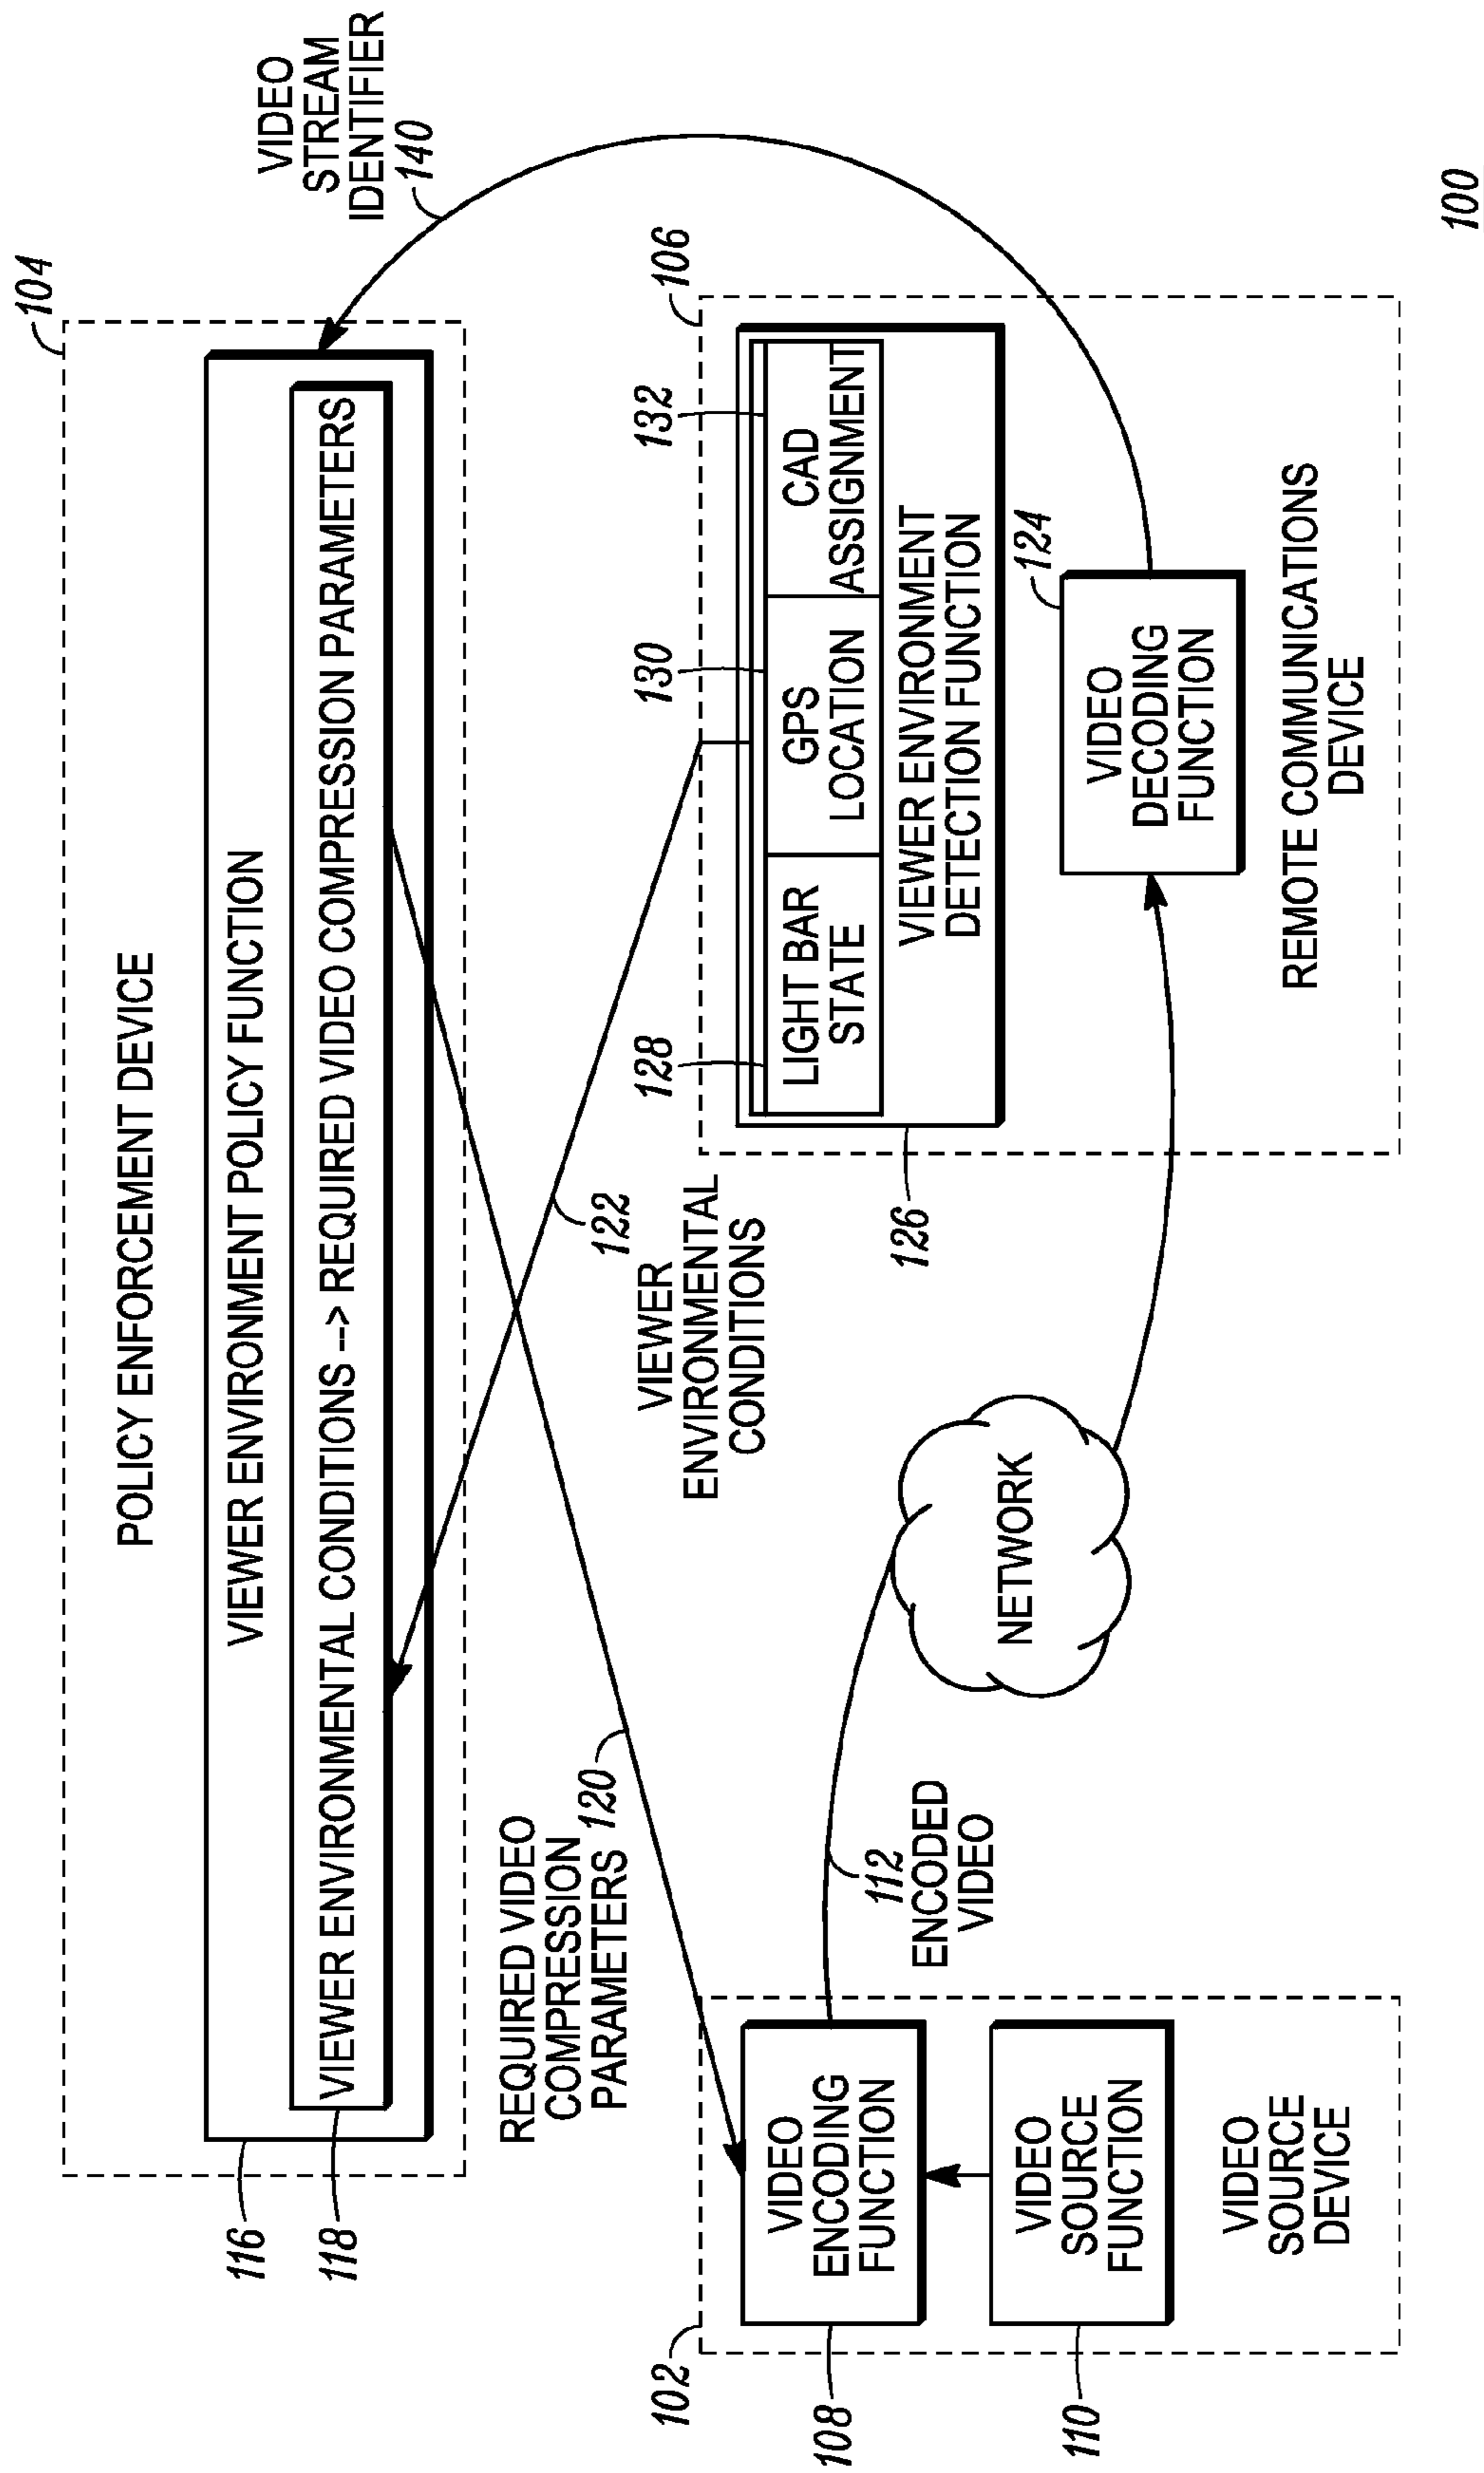 104
POLICY ENFORCEMENT DEVICE
VIDEO
STREAM
IDENTIFIER
140
116
VIEWER ENVIRONMENT POLICY FUNCTION
118
VIEWER ENVIRONMENTAL CONDITIONS --> REQUIRED VIDEO COMPRESSION PARAMETERS
REQUIRED VIDEO
COMPRESSION
PARAMETERS
120
122
VIEWER
ENVIRONMENTAL
CONDITIONS
102
108
VIDEO
ENCODING
FUNCTION
110
VIDEO
SOURCE
FUNCTION
VIDEO
SOURCE
DEVICE
112
ENCODED
VIDEO
NETWORK
106
128
130
132
LIGHT BAR
STATE
GPS
LOCATION
CAD
ASSIGNMENT
126
VIEWER ENVIRONMENT
DETECTION FUNCTION
124
VIDEO
DECODING
FUNCTION
REMOTE COMMUNICATIONS
DEVICE
100